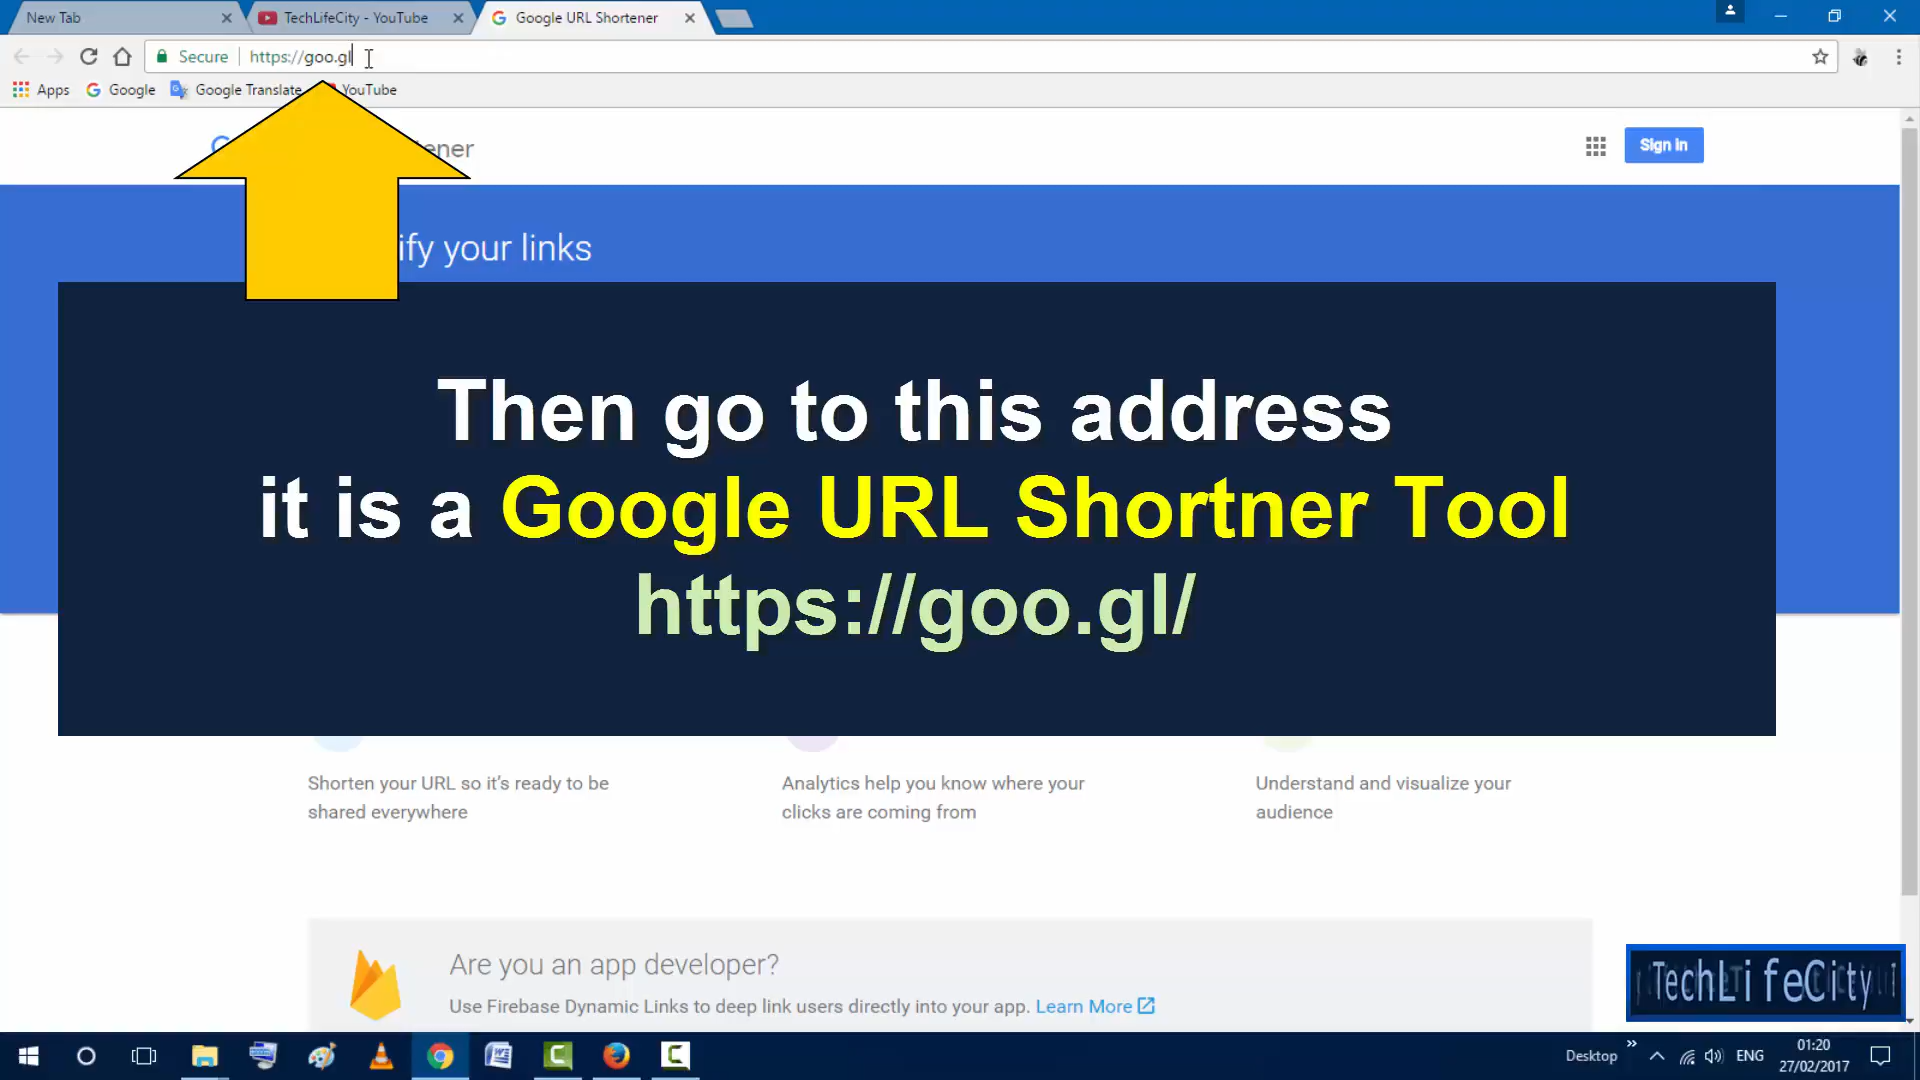 New Tab
TechLifeCity - YouTube
Google URL Shortener
Secure
https://goo.gl
Apps
Google
Google Translate
YouTube
ener
Sign in
ify your links
Then go to this address
it is a Google URL Shortner Tool
https://goo.gl/
Shorten your URL so it's ready to be
shared everywhere
Analytics help you know where your
clicks are coming from
Understand and visualize your
audience
Are you an app developer?
Use Firebase Dynamic Links to deep link users directly into your app. Learn More
TechLifeCity
Desktop
ENG
01:20
27/02/2017